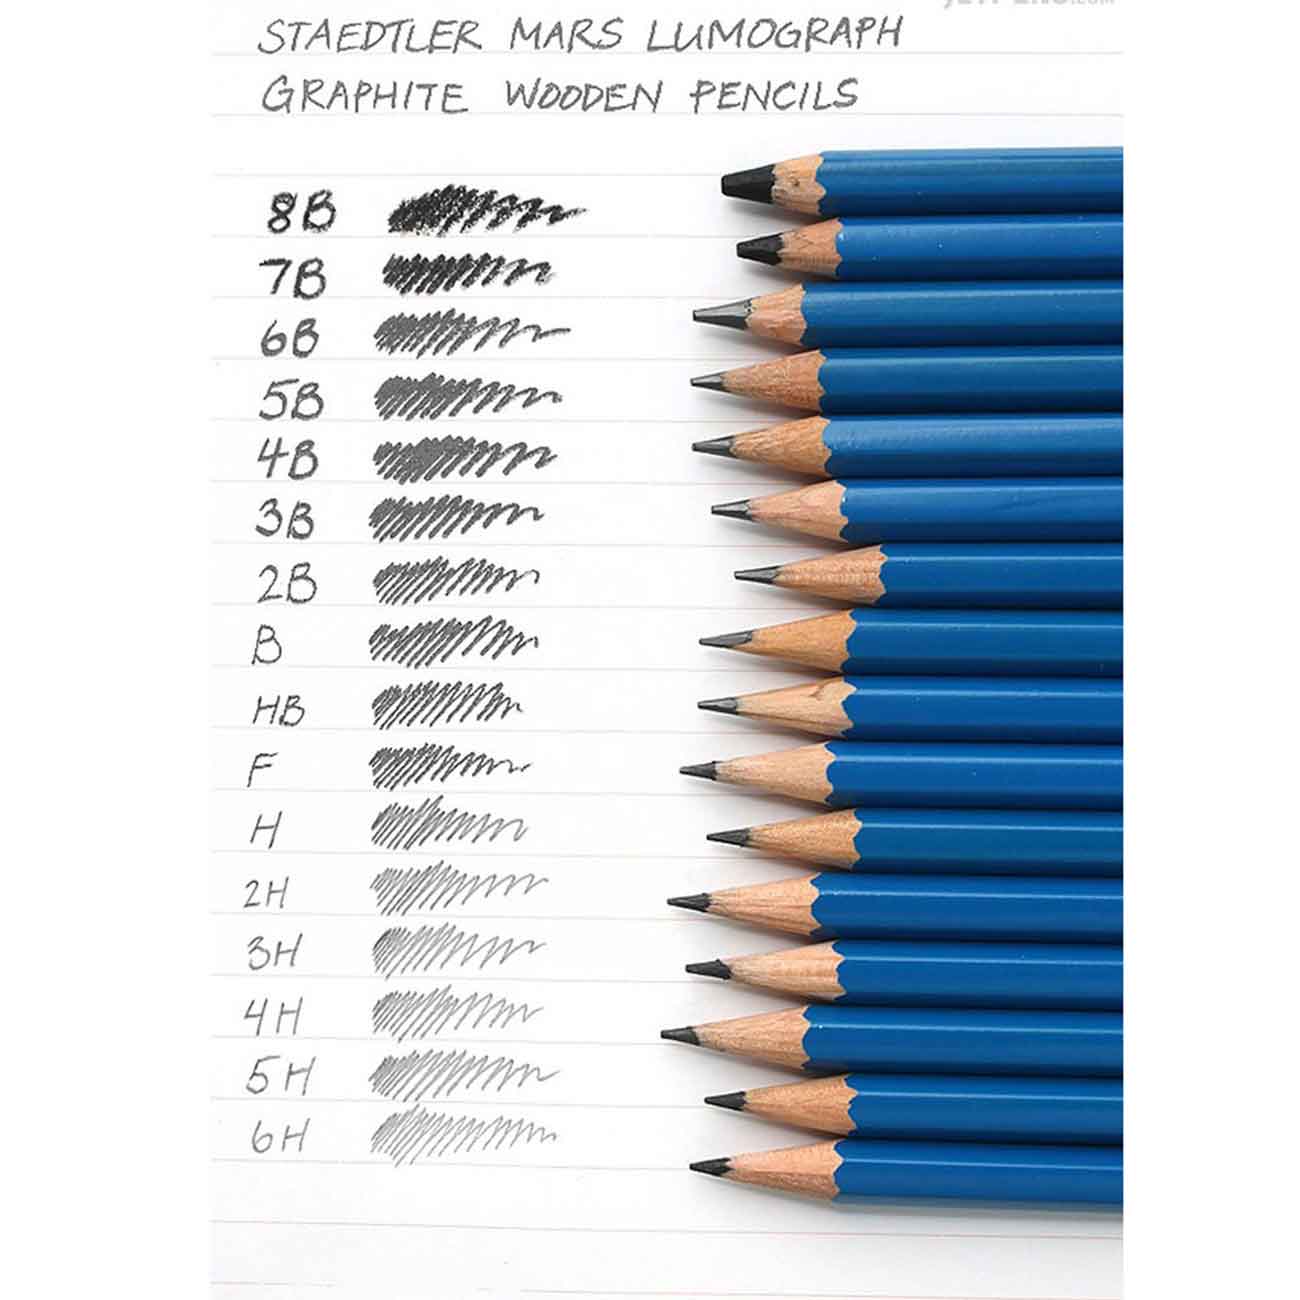 STAEDTLER MARS LUMOGRAPH
GRAPHITE WOODEN PENCILS
8B
7B
6B
5B
4B
3B
2B
B
HB
F
H
2H
3H
4H
5H
6H